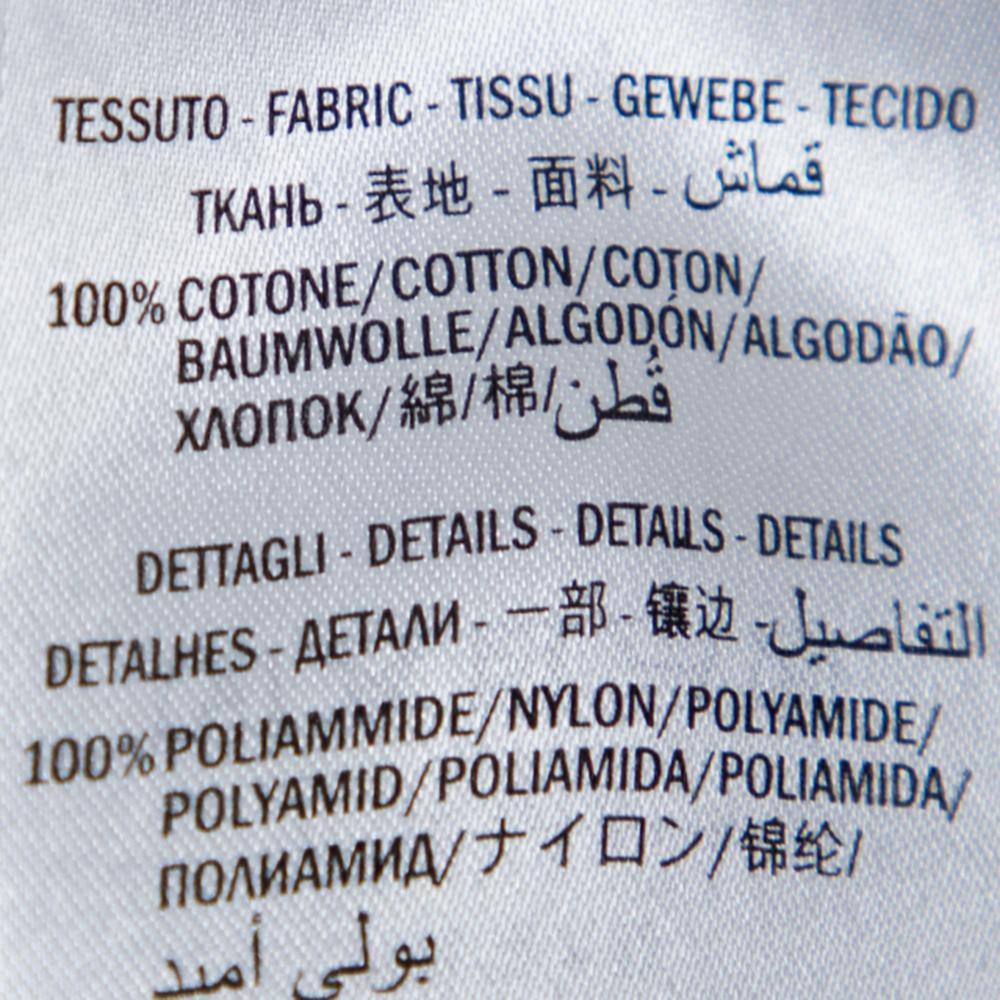 TESSUTO - FABRIC - TISSU - GEWEBE - TECIDO
ТКАНЬ - 表地 - 面料 - قماش
100% COTONE/COTTON/COTON/
BAUMWOLLE/ALGODÓN/ALGODÃO/
ХЛОПОК/綿/棉/قُطن
DETTAGLI - DETAILS - DETAILS - DETAILS
DETALHES - ДЕТАЛИ - 一部 - 镶边 - التفاصيل
100% POLIAMMIDE/NYLON/POLYAMIDE/
POLYAMID/POLIAMIDA/POLIAMIDA/
ПОЛИАМИД/ナイロン/锦纶/
بولي أميد